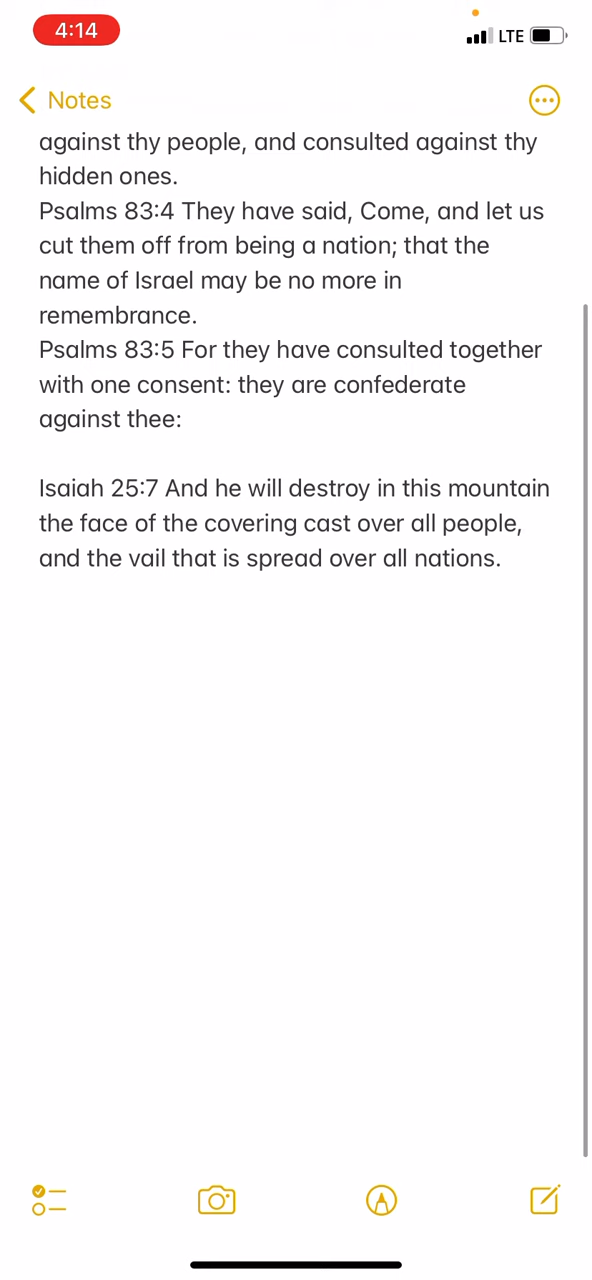 4:14
LTE
Notes
against thy people, and consulted against thy
hidden ones.
Psalms 83:4 They have said, Come, and let us
cut them off from being a nation; that the
name of Israel may be no more in
remembrance.
Psalms 83:5 For they have consulted together
with one consent: they are confederate
against thee:
Isaiah 25:7 And he will destroy in this mountain
the face of the covering cast over all people,
and the vail that is spread over all nations.